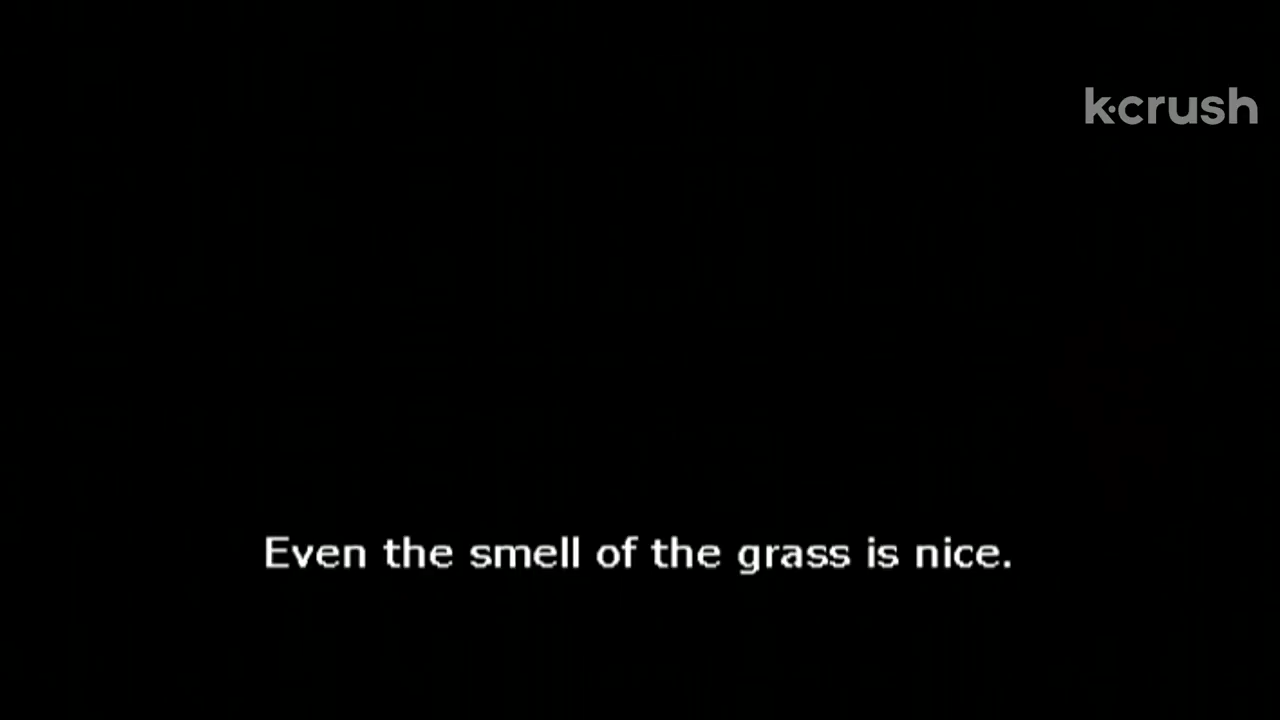 k·crush
Even the smell of the grass is nice.